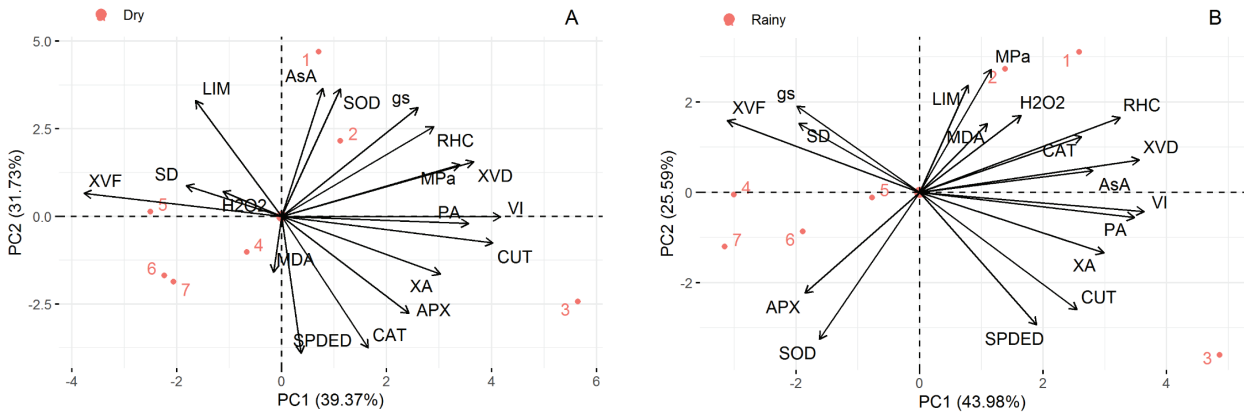 Dry
A
5.0
2.5
0.0
-2.5
PC2 (31.73%)
1
AsA
LIM
SOD
gs
2
RHC
MPa
XVD
XVF
SD
H2O2
5
PA
VI
CUT
4
MDA
6
7
XA
APX
3
SPDED
CAT
-4
-2
0
2
4
6
PC1 (39.37%)
Rainy
B
2
0
-2
PC2 (25.59%)
MPa
1
2
gs
LIM
H2O2
XVF
SD
MDA
RHC
CAT
XVD
AsA
4
5
VI
PA
6
7
XA
APX
CUT
SOD
SPDED
3
-2
0
2
4
PC1 (43.98%)